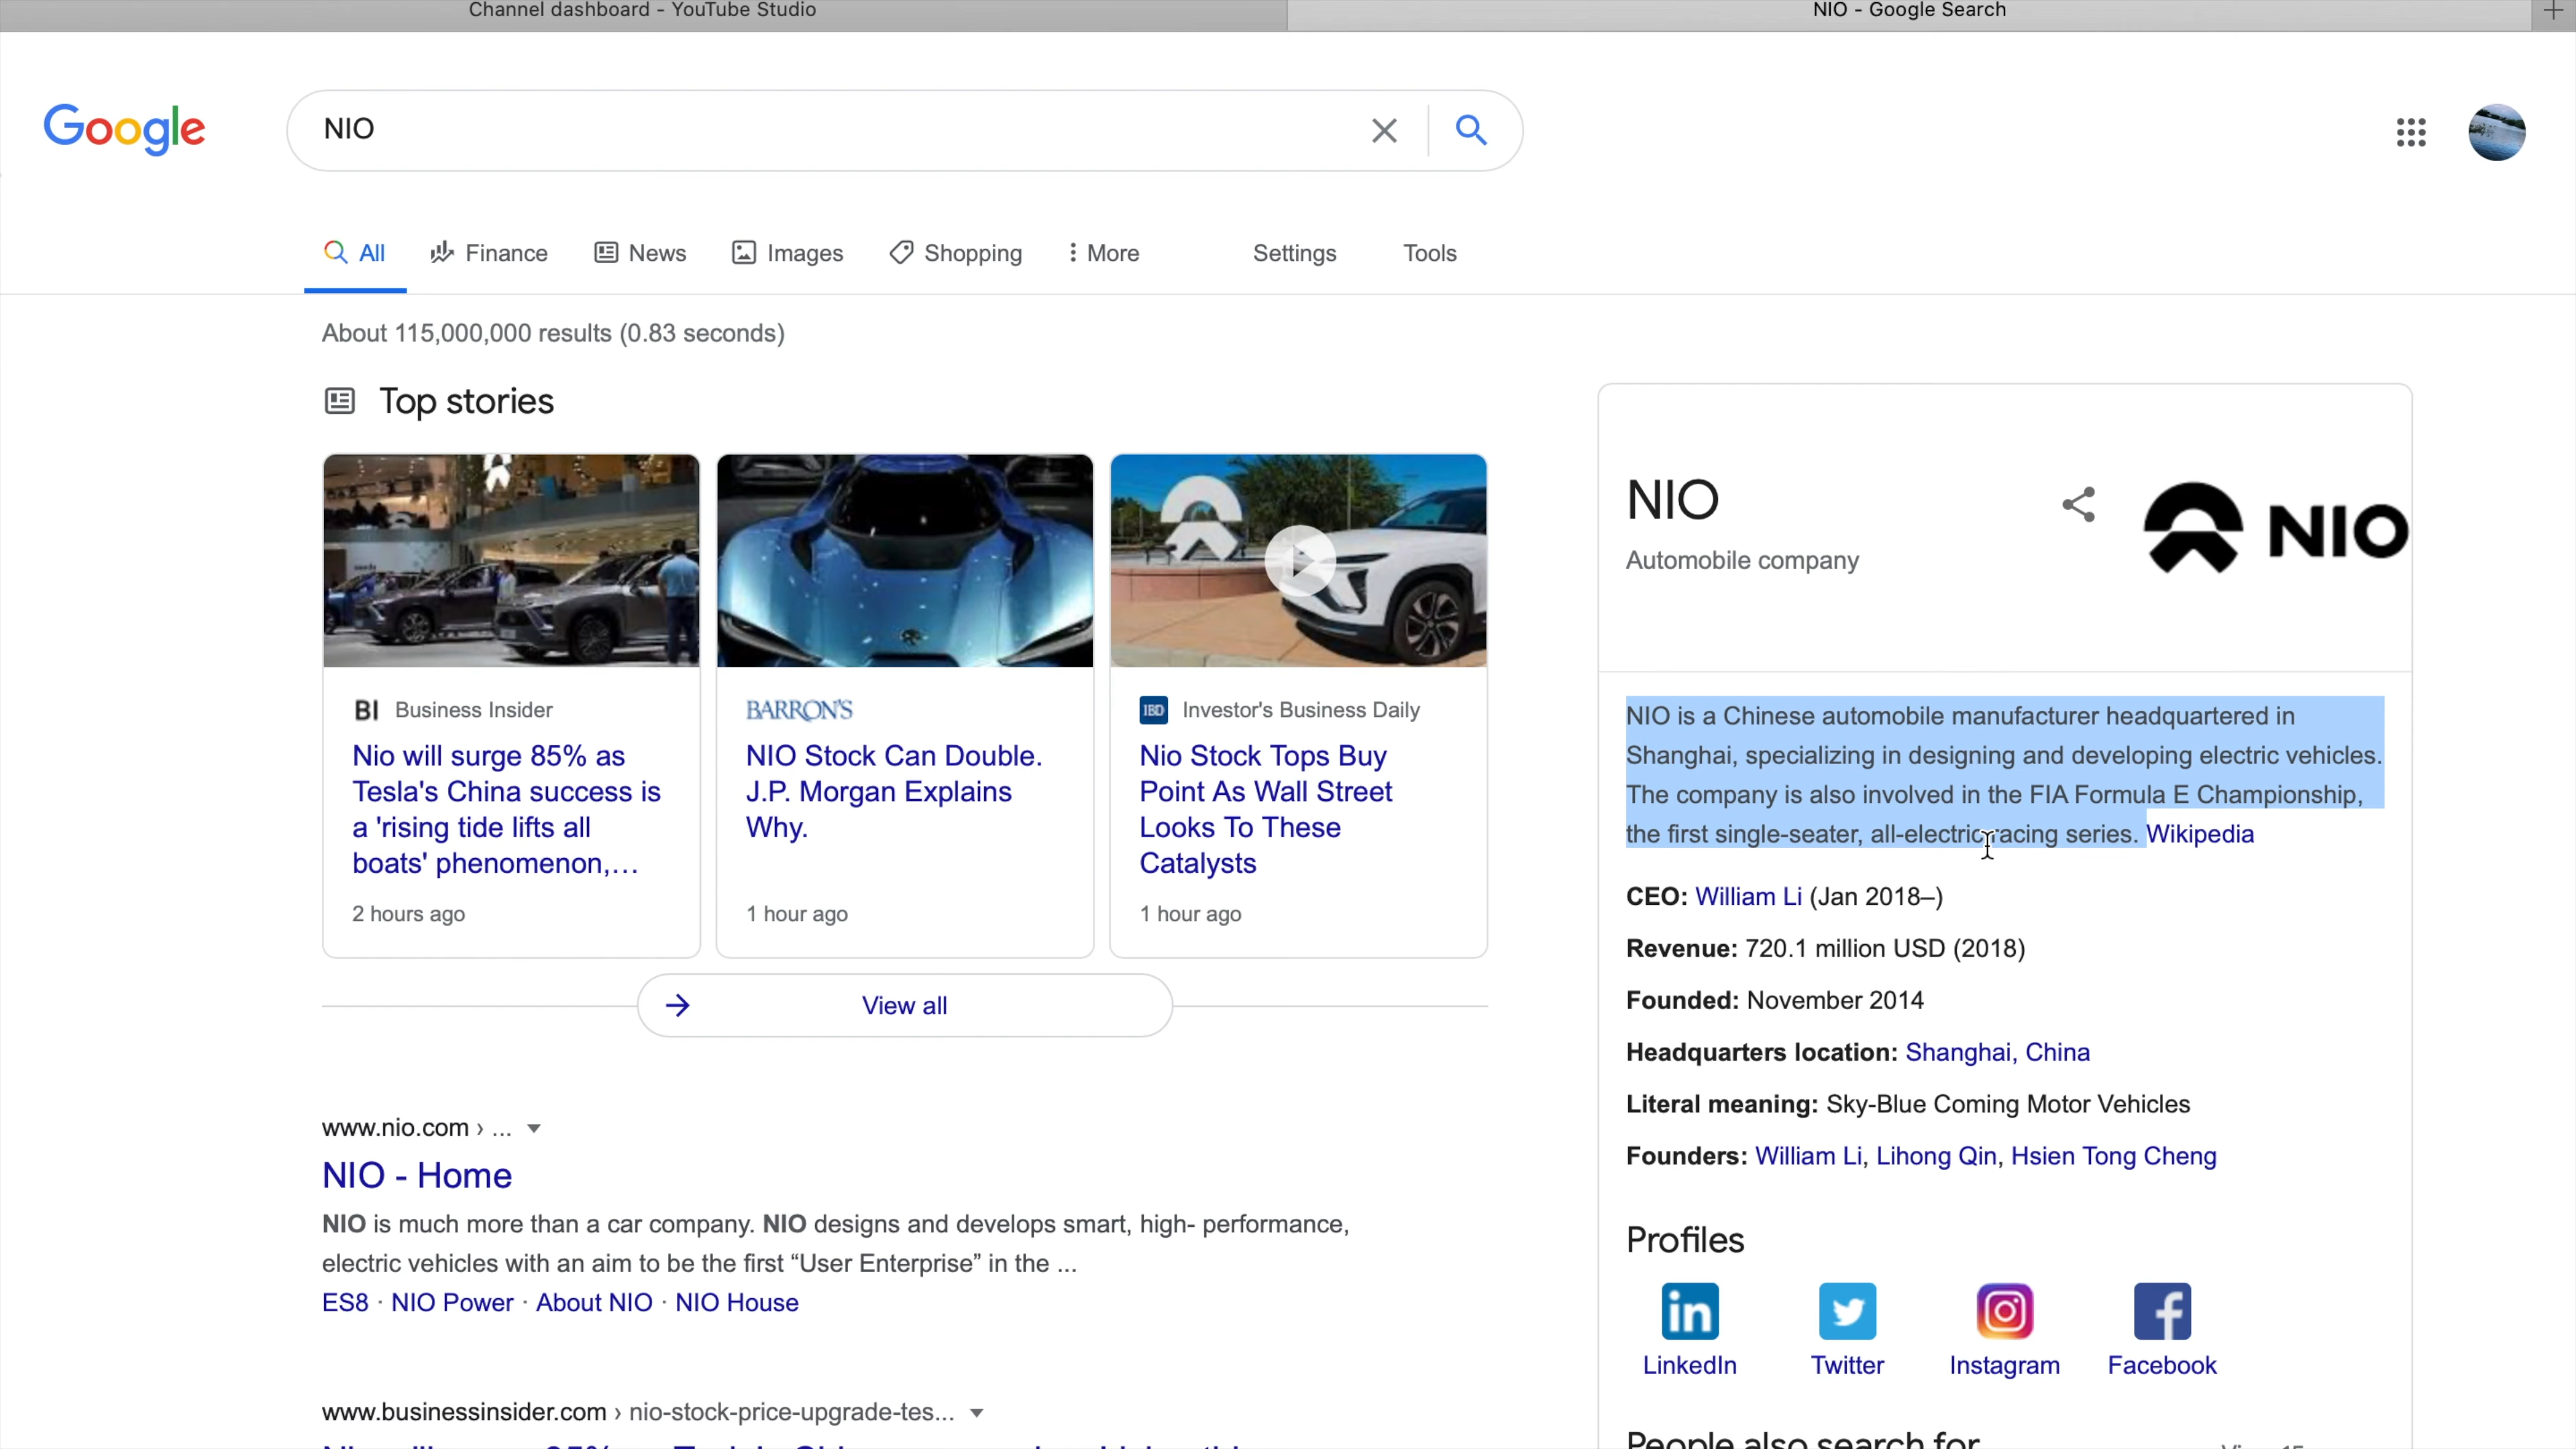 Channel dashboard - YouTube Studio
NIO - Google Search
Google
NIO
All
Finance
News
Images
Shopping
More
Settings
Tools
About 115,000,000 results (0.83 seconds)
Top stories
BI Business Insider
Nio will surge 85% as
Tesla's China success is
a 'rising tide lifts all
boats' phenomenon,...
2 hours ago
BARRON'S
NIO Stock Can Double.
J.P. Morgan Explains
Why.
1 hour ago
IBD Investor's Business Daily
Nio Stock Tops Buy
Point As Wall Street
Looks To These
Catalysts
1 hour ago
View all
www.nio.com › ...
NIO - Home
NIO is much more than a car company. NIO designs and develops smart, high- performance,
electric vehicles with an aim to be the first “User Enterprise” in the ...
ES8 · NIO Power · About NIO · NIO House
www.businessinsider.com › nio-stock-price-upgrade-tes...
NIO
Automobile company
NIO
NIO is a Chinese automobile manufacturer headquartered in
Shanghai, specializing in designing and developing electric vehicles.
The company is also involved in the FIA Formula E Championship,
the first single-seater, all-electric racing series. Wikipedia
CEO: William Li (Jan 2018–)
Revenue: 720.1 million USD (2018)
Founded: November 2014
Headquarters location: Shanghai, China
Literal meaning: Sky-Blue Coming Motor Vehicles
Founders: William Li, Lihong Qin, Hsien Tong Cheng
Profiles
LinkedIn
Twitter
Instagram
Facebook
People also search for